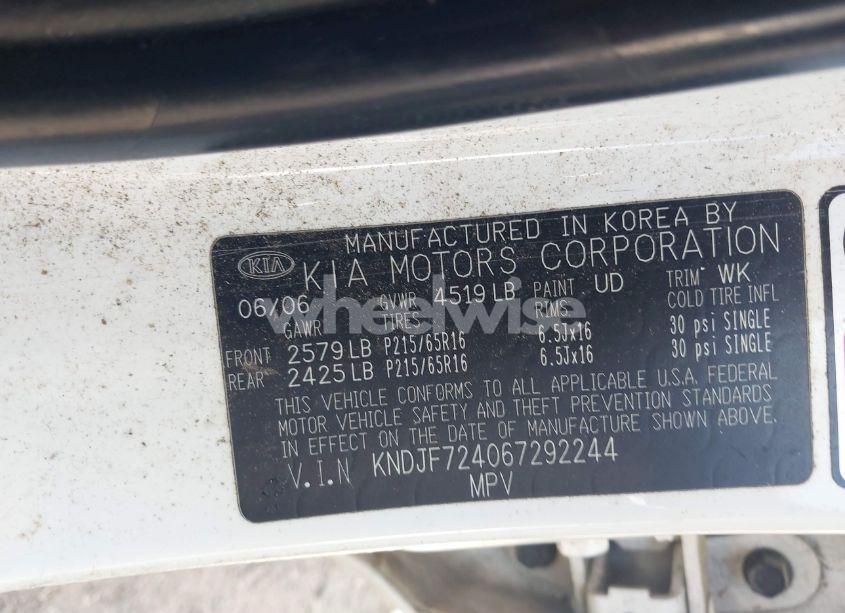 MANUFACTURED IN KOREA BY
KIA KIA MOTORS CORPORATION
06/06 GVWR 4519 LB PAINT UD TRIM WK
GAWR TIRES RIMS COLD TIRE INFL
FRONT 2579 LB P215/65R16 6.5Jx16 30 psi SINGLE
REAR 2425 LB P215/65R16 6.5Jx16 30 psi SINGLE
THIS VEHICLE CONFORMS TO ALL APPLICABLE U.S.A. FEDERAL
MOTOR VEHICLE SAFETY AND THEFT PREVENTION STANDARDS
IN EFFECT ON THE DATE OF MANUFACTURE SHOWN ABOVE.
V.I.N KNDJF724067292244
MPV
wheelwise